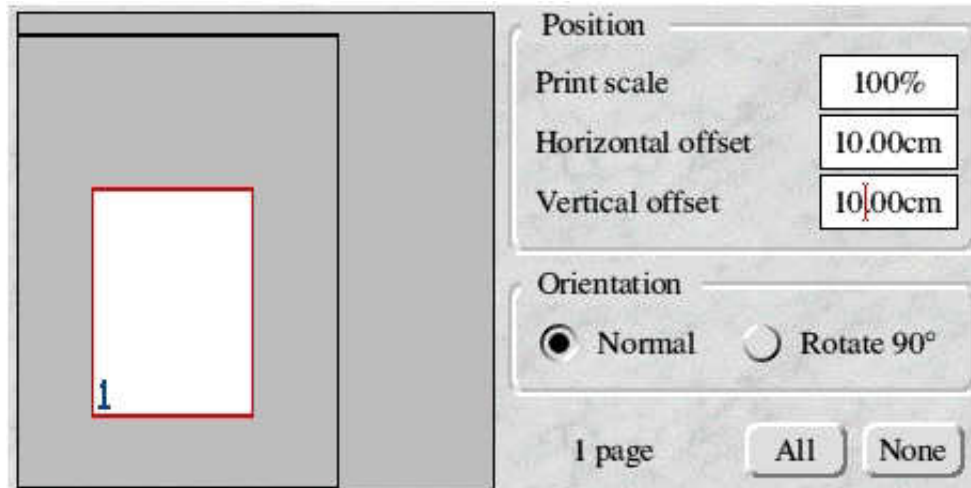 Position
Print scale 100%
Horizontal offset 10.00cm
Vertical offset 10.00cm
Orientation
Normal Rotate 90°
1
1 page All None